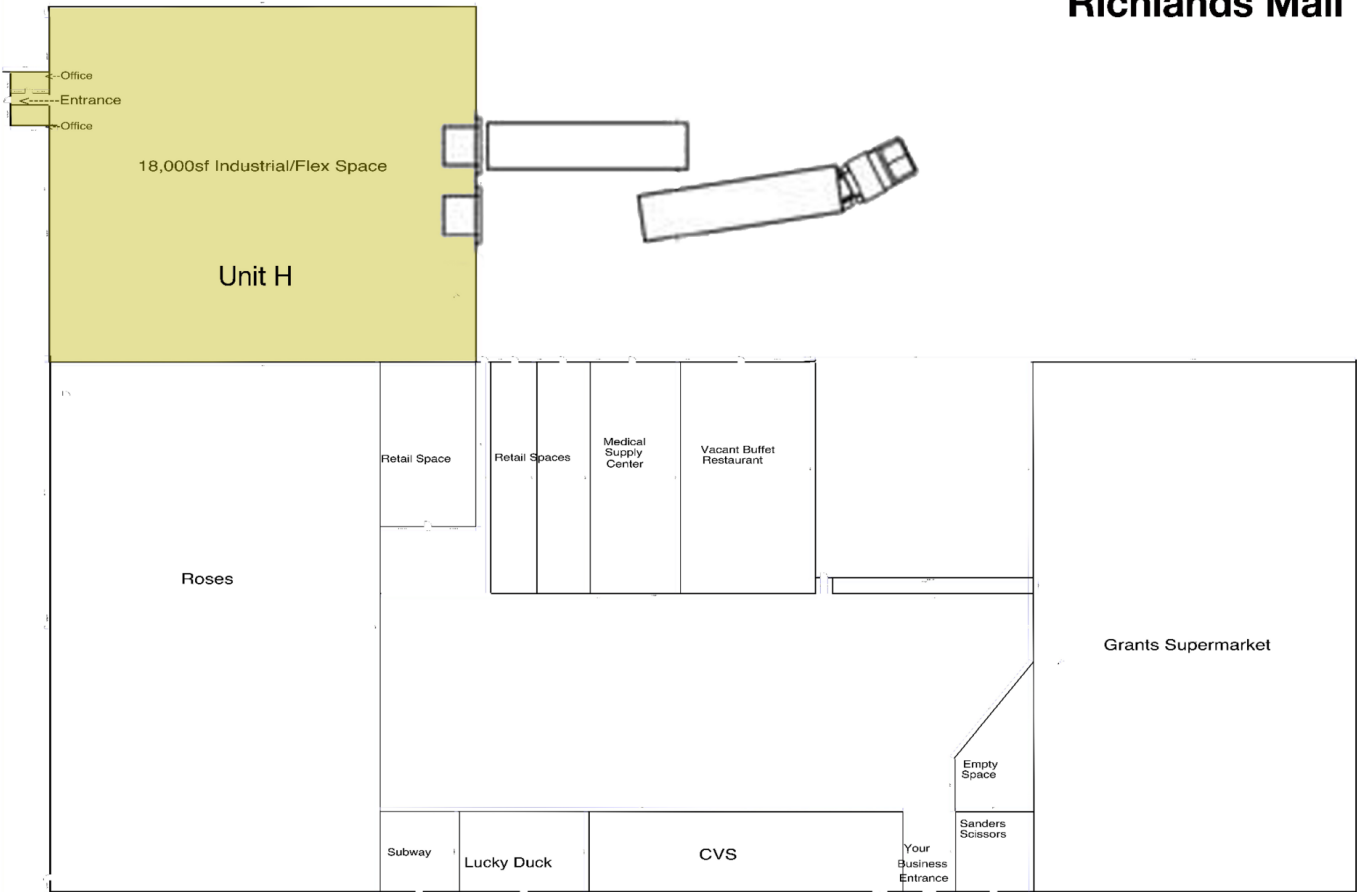 Richlands Mall
<--Office
<-----Entrance
<--Office
18,000sf Industrial/Flex Space
Unit H
Retail Space
Retail Spaces
Medical
Supply
Center
Vacant Buffet
Restaurant
Roses
Grants Supermarket
Empty
Space
Subway
Lucky Duck
CVS
Your
Business
Entrance
Sanders
Scissors